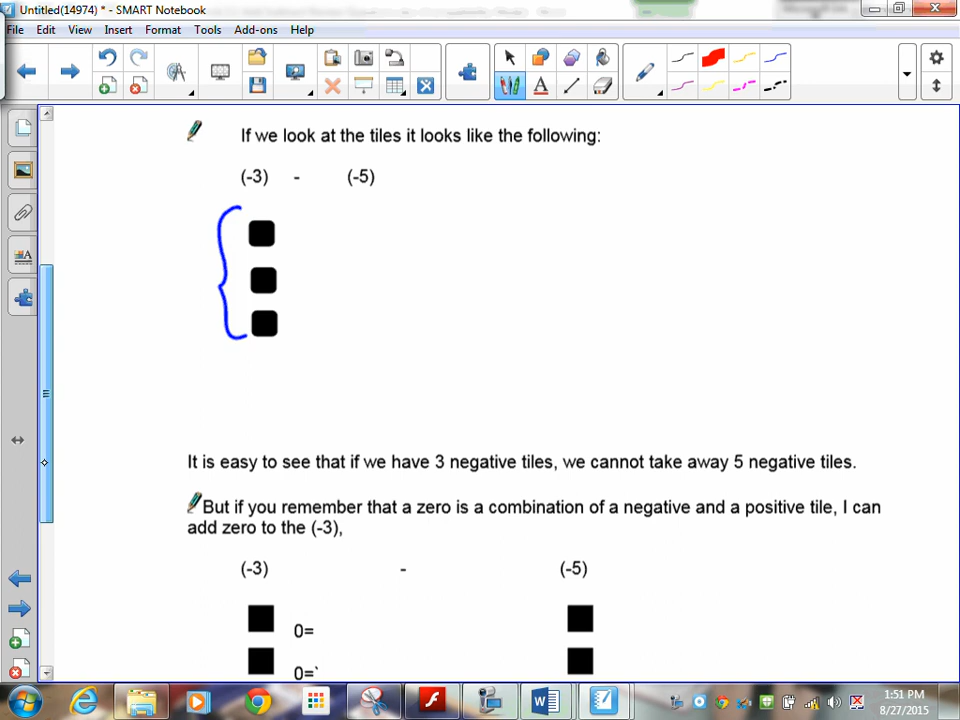 Untitled(14974) * - SMART Notebook
File Edit View Insert Format Tools Add-ons Help
If we look at the tiles it looks like the following:
(-3) - (-5)
It is easy to see that if we have 3 negative tiles, we cannot take away 5 negative tiles.
But if you remember that a zero is a combination of a negative and a positive tile, I can
add zero to the (-3),
(-3) - (-5)
0=
0=`
1:51 PM
8/27/2015